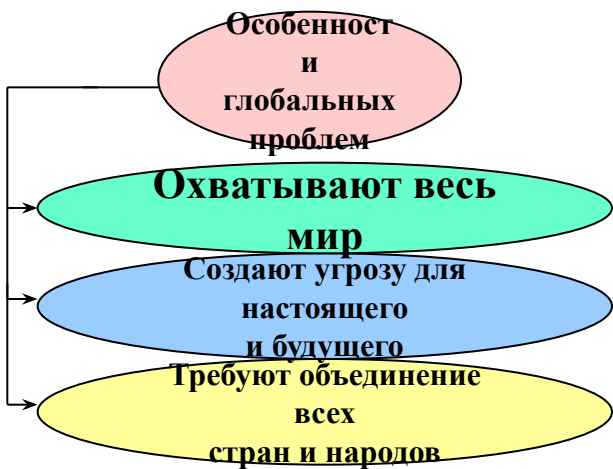 Особенност
и
глобальных
проблем
Охватывают весь
мир
Создают угрозу для
настоящего
и будущего
Требуют объединение
всех
стран и народов